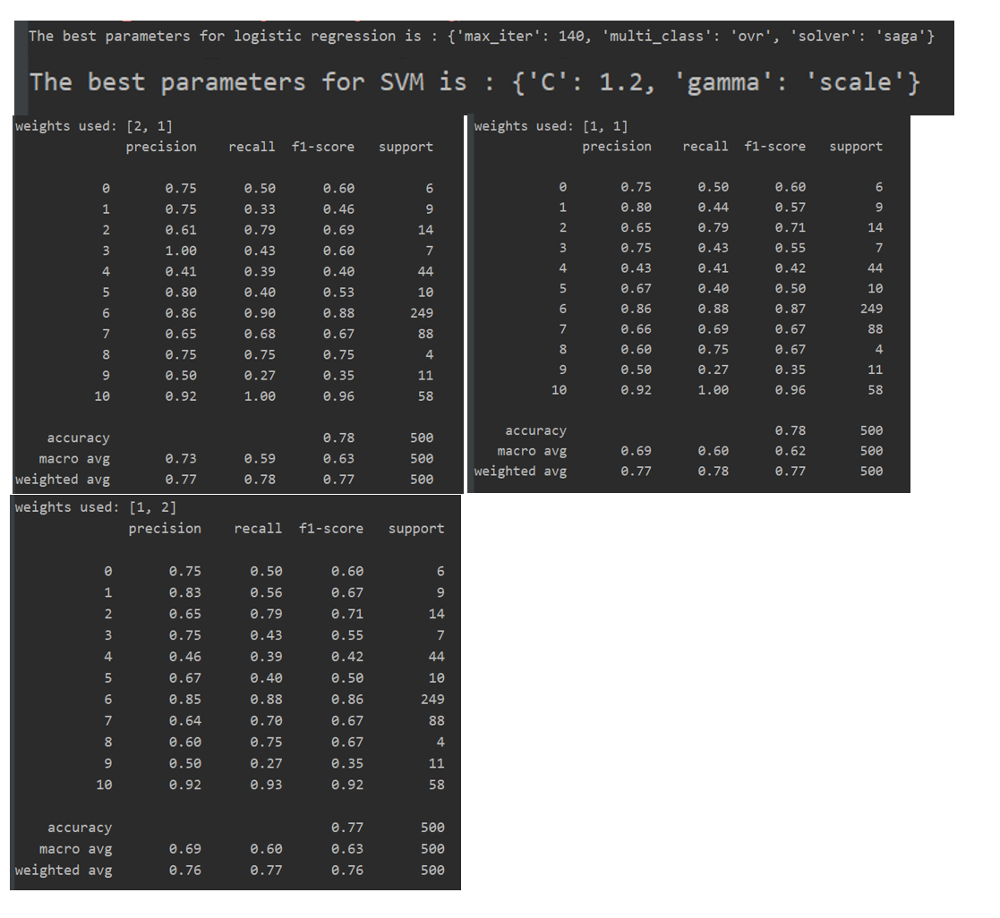 The best parameters for logistic regression is : {'max_iter': 140, 'multi_class': 'ovr', 'solver': 'saga'}
The best parameters for SVM is : {'C': 1.2, 'gamma': 'scale'}
weights used: [2, 1]
precision recall f1-score support
0 0.75 0.50 0.60 6
1 0.75 0.33 0.46 9
2 0.61 0.79 0.69 14
3 1.00 0.43 0.60 7
4 0.41 0.39 0.40 44
5 0.80 0.40 0.53 10
6 0.86 0.90 0.88 249
7 0.65 0.68 0.67 88
8 0.75 0.75 0.75 4
9 0.50 0.27 0.35 11
10 0.92 1.00 0.96 58
accuracy 0.78 500
macro avg 0.73 0.59 0.63 500
weighted avg 0.77 0.78 0.77 500
weights used: [1, 1]
precision recall f1-score support
0 0.75 0.50 0.60 6
1 0.80 0.44 0.57 9
2 0.65 0.79 0.71 14
3 0.75 0.43 0.55 7
4 0.43 0.41 0.42 44
5 0.67 0.40 0.50 10
6 0.86 0.88 0.87 249
7 0.66 0.69 0.67 88
8 0.60 0.75 0.67 4
9 0.50 0.27 0.35 11
10 0.92 1.00 0.96 58
accuracy 0.78 500
macro avg 0.69 0.60 0.62 500
weighted avg 0.77 0.78 0.77 500
weights used: [1, 2]
precision recall f1-score support
0 0.75 0.50 0.60 6
1 0.83 0.56 0.67 9
2 0.65 0.79 0.71 14
3 0.75 0.43 0.55 7
4 0.46 0.39 0.42 44
5 0.67 0.40 0.50 10
6 0.85 0.88 0.86 249
7 0.64 0.70 0.67 88
8 0.60 0.75 0.67 4
9 0.50 0.27 0.35 11
10 0.92 0.93 0.92 58
accuracy 0.77 500
macro avg 0.69 0.60 0.63 500
weighted avg 0.76 0.77 0.76 500